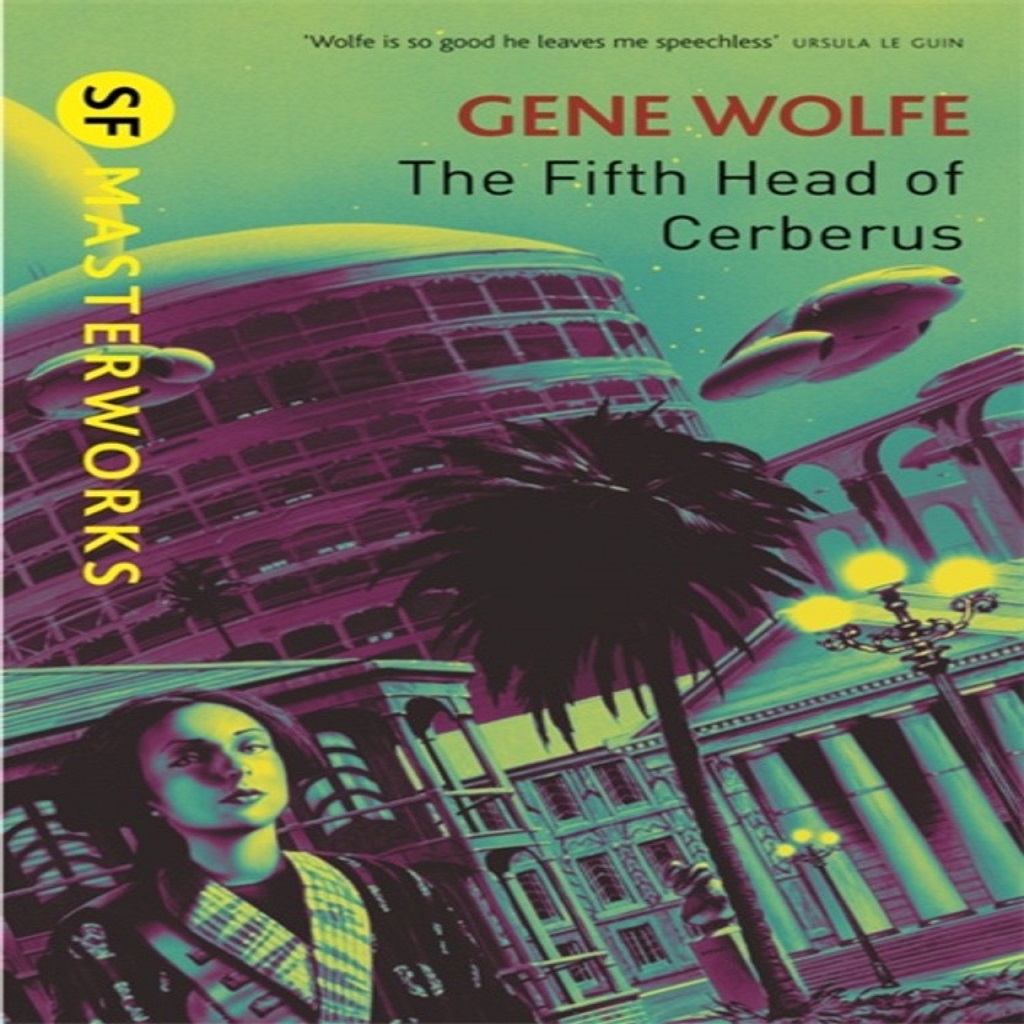 'Wolfe is so good he leaves me speechless' URSULA LE GUIN
SF MASTERWORKS
GENE WOLFE
The Fifth Head of
Cerberus